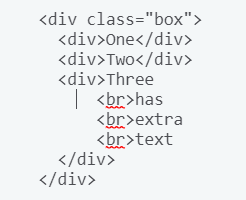 <div class="box">
  <div>One</div>
  <div>Two</div>
  <div>Three
      <br>has
      <br>extra
      <br>text
  </div>
</div>